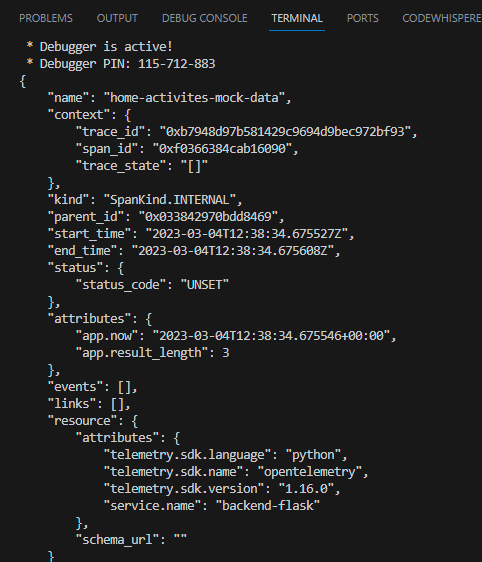 PROBLEMS OUTPUT DEBUG CONSOLE TERMINAL PORTS CODEWHISPERE
* Debugger is active!
* Debugger PIN: 115-712-883
{
    "name": "home-activites-mock-data",
    "context": {
        "trace_id": "0xb7948d97b581429c9694d9bec972bf93",
        "span_id": "0xf0366384cab16090",
        "trace_state": "[]"
    },
    "kind": "SpanKind.INTERNAL",
    "parent_id": "0x033842970bdd8469",
    "start_time": "2023-03-04T12:38:34.675527Z",
    "end_time": "2023-03-04T12:38:34.675608Z",
    "status": {
        "status_code": "UNSET"
    },
    "attributes": {
        "app.now": "2023-03-04T12:38:34.675546+00:00",
        "app.result_length": 3
    },
    "events": [],
    "links": [],
    "resource": {
        "attributes": {
            "telemetry.sdk.language": "python",
            "telemetry.sdk.name": "opentelemetry",
            "telemetry.sdk.version": "1.16.0",
            "service.name": "backend-flask"
        },
        "schema_url": ""
    }